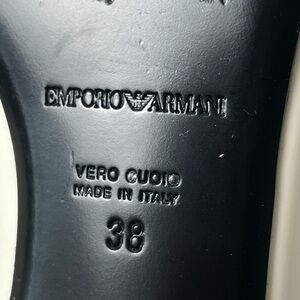 EMPORIO ARMANI
VERO CUOIO
MADE IN ITALY
38